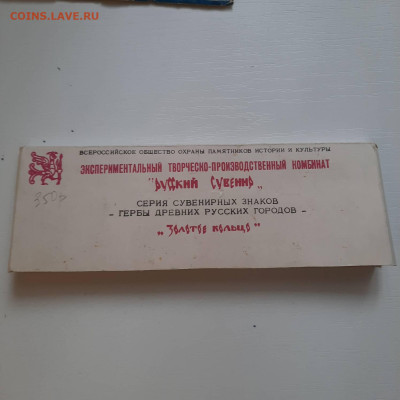 COINS.LAVE.RU
ВСЕРОССИЙСКОЕ ОБЩЕСТВО ОХРАНЫ ПАМЯТНИКОВ ИСТОРИИ И КУЛЬТУРЫ
ЭКСПЕРИМЕНТАЛЬНЫЙ ТВОРЧЕСКО-ПРОИЗВОДСТВЕННЫЙ КОМБИНАТ
"РУССКИЙ СУВЕНИР"
350р
СЕРИЯ СУВЕНИРНЫХ ЗНАКОВ
- ГЕРБЫ ДРЕВНИХ РУССКИХ ГОРОДОВ -
"Золотое кольцо"